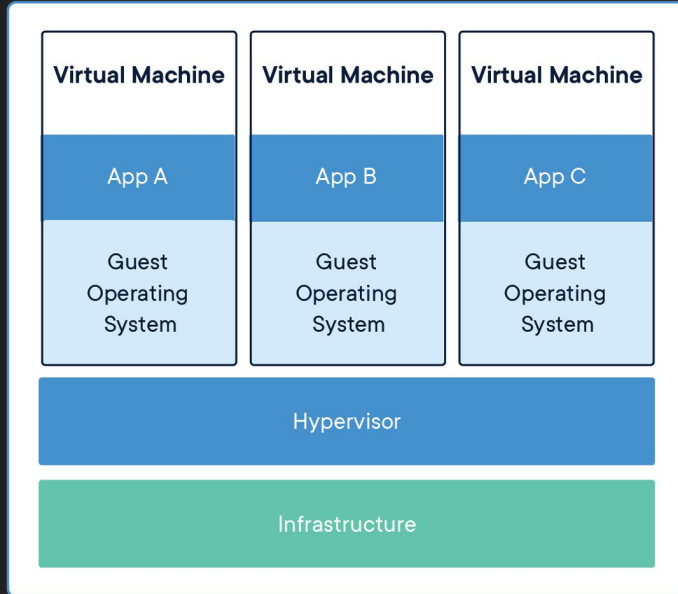 Virtual Machine
Virtual Machine
Virtual Machine
App A
App B
App C
Guest
Operating
System
Guest
Operating
System
Guest
Operating
System
Hypervisor
Infrastructure